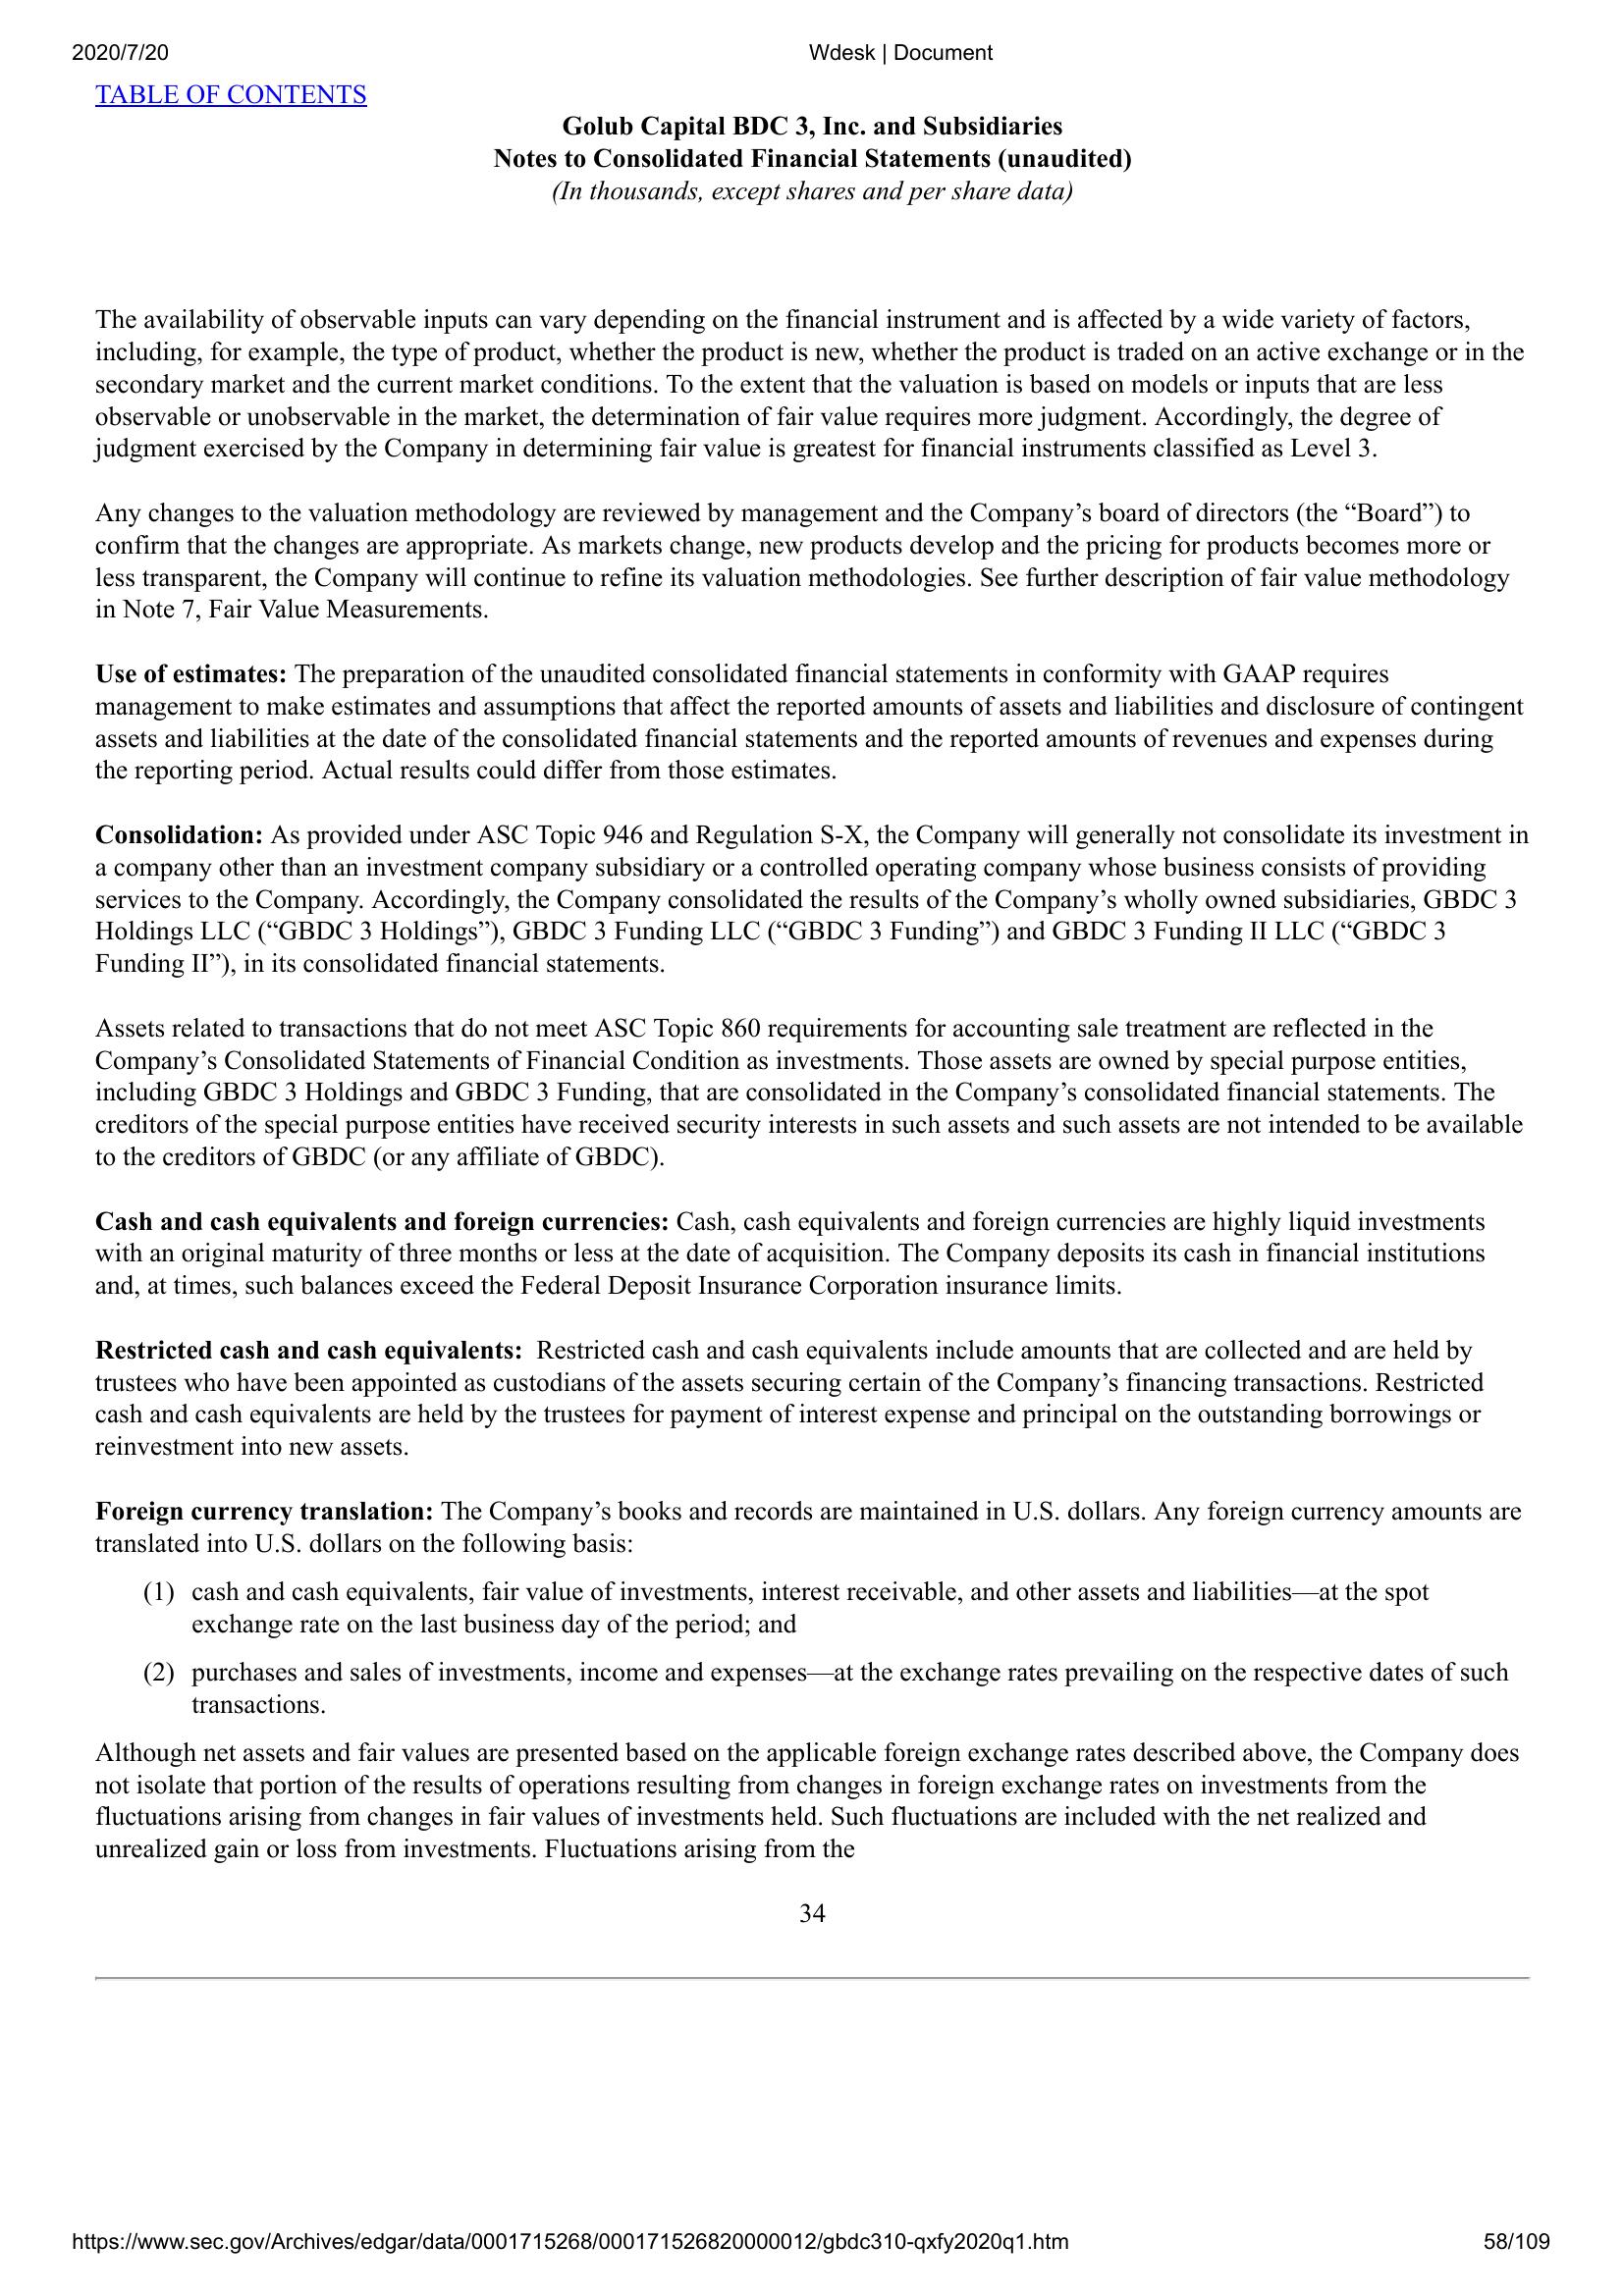 2020/7/20
Wdesk | Document
TABLE OF CONTENTS
Golub Capital BDC 3, Inc. and Subsidiaries
Notes to Consolidated Financial Statements (unaudited)
(In thousands, except shares and per share data)
The availability of observable inputs can vary depending on the financial instrument and is affected by a wide variety of factors,
including, for example, the type of product, whether the product is new, whether the product is traded on an active exchange or in the
secondary market and the current market conditions. To the extent that the valuation is based on models or inputs that are less
observable or unobservable in the market, the determination of fair value requires more judgment. Accordingly, the degree of
judgment exercised by the Company in determining fair value is greatest for financial instruments classified as Level 3.
Any changes to the valuation methodology are reviewed by management and the Company’s board of directors (the “Board”) to
confirm that the changes are appropriate. As markets change, new products develop and the pricing for products becomes more or
less transparent, the Company will continue to refine its valuation methodologies. See further description of fair value methodology
in Note 7, Fair Value Measurements.
Use of estimates: The preparation of the unaudited consolidated financial statements in conformity with GAAP requires
management to make estimates and assumptions that affect the reported amounts of assets and liabilities and disclosure of contingent
assets and liabilities at the date of the consolidated financial statements and the reported amounts of revenues and expenses during
the reporting period. Actual results could differ from those estimates.
Consolidation: As provided under ASC Topic 946 and Regulation S-X, the Company will generally not consolidate its investment in
a company other than an investment company subsidiary or a controlled operating company whose business consists of providing
services to the Company. Accordingly, the Company consolidated the results of the Company’s wholly owned subsidiaries, GBDC 3
Holdings LLC (“GBDC 3 Holdings”), GBDC 3 Funding LLC (“GBDC 3 Funding”) and GBDC 3 Funding II LLC (“GBDC 3
Funding II”), in its consolidated financial statements.
Assets related to transactions that do not meet ASC Topic 860 requirements for accounting sale treatment are reflected in the
Company’s Consolidated Statements of Financial Condition as investments. Those assets are owned by special purpose entities,
including GBDC 3 Holdings and GBDC 3 Funding, that are consolidated in the Company’s consolidated financial statements. The
creditors of the special purpose entities have received security interests in such assets and such assets are not intended to be available
to the creditors of GBDC (or any affiliate of GBDC).
Cash and cash equivalents and foreign currencies: Cash, cash equivalents and foreign currencies are highly liquid investments
with an original maturity of three months or less at the date of acquisition. The Company deposits its cash in financial institutions
and, at times, such balances exceed the Federal Deposit Insurance Corporation insurance limits.
Restricted cash and cash equivalents: Restricted cash and cash equivalents include amounts that are collected and are held by
trustees who have been appointed as custodians of the assets securing certain of the Company’s financing transactions. Restricted
cash and cash equivalents are held by the trustees for payment of interest expense and principal on the outstanding borrowings or
reinvestment into new assets.
Foreign currency translation: The Company’s books and records are maintained in U.S. dollars. Any foreign currency amounts are
translated into U.S. dollars on the following basis:
(1) cash and cash equivalents, fair value of investments, interest receivable, and other assets and liabilities—at the spot
exchange rate on the last business day of the period; and
(2) purchases and sales of investments, income and expenses—at the exchange rates prevailing on the respective dates of such
transactions.
Although net assets and fair values are presented based on the applicable foreign exchange rates described above, the Company does
not isolate that portion of the results of operations resulting from changes in foreign exchange rates on investments from the
fluctuations arising from changes in fair values of investments held. Such fluctuations are included with the net realized and
unrealized gain or loss from investments. Fluctuations arising from the
34
https://www.sec.gov/Archives/edgar/data/0001715268/000171526820000012/gbdc310-qxfy2020q1.htm
58/109